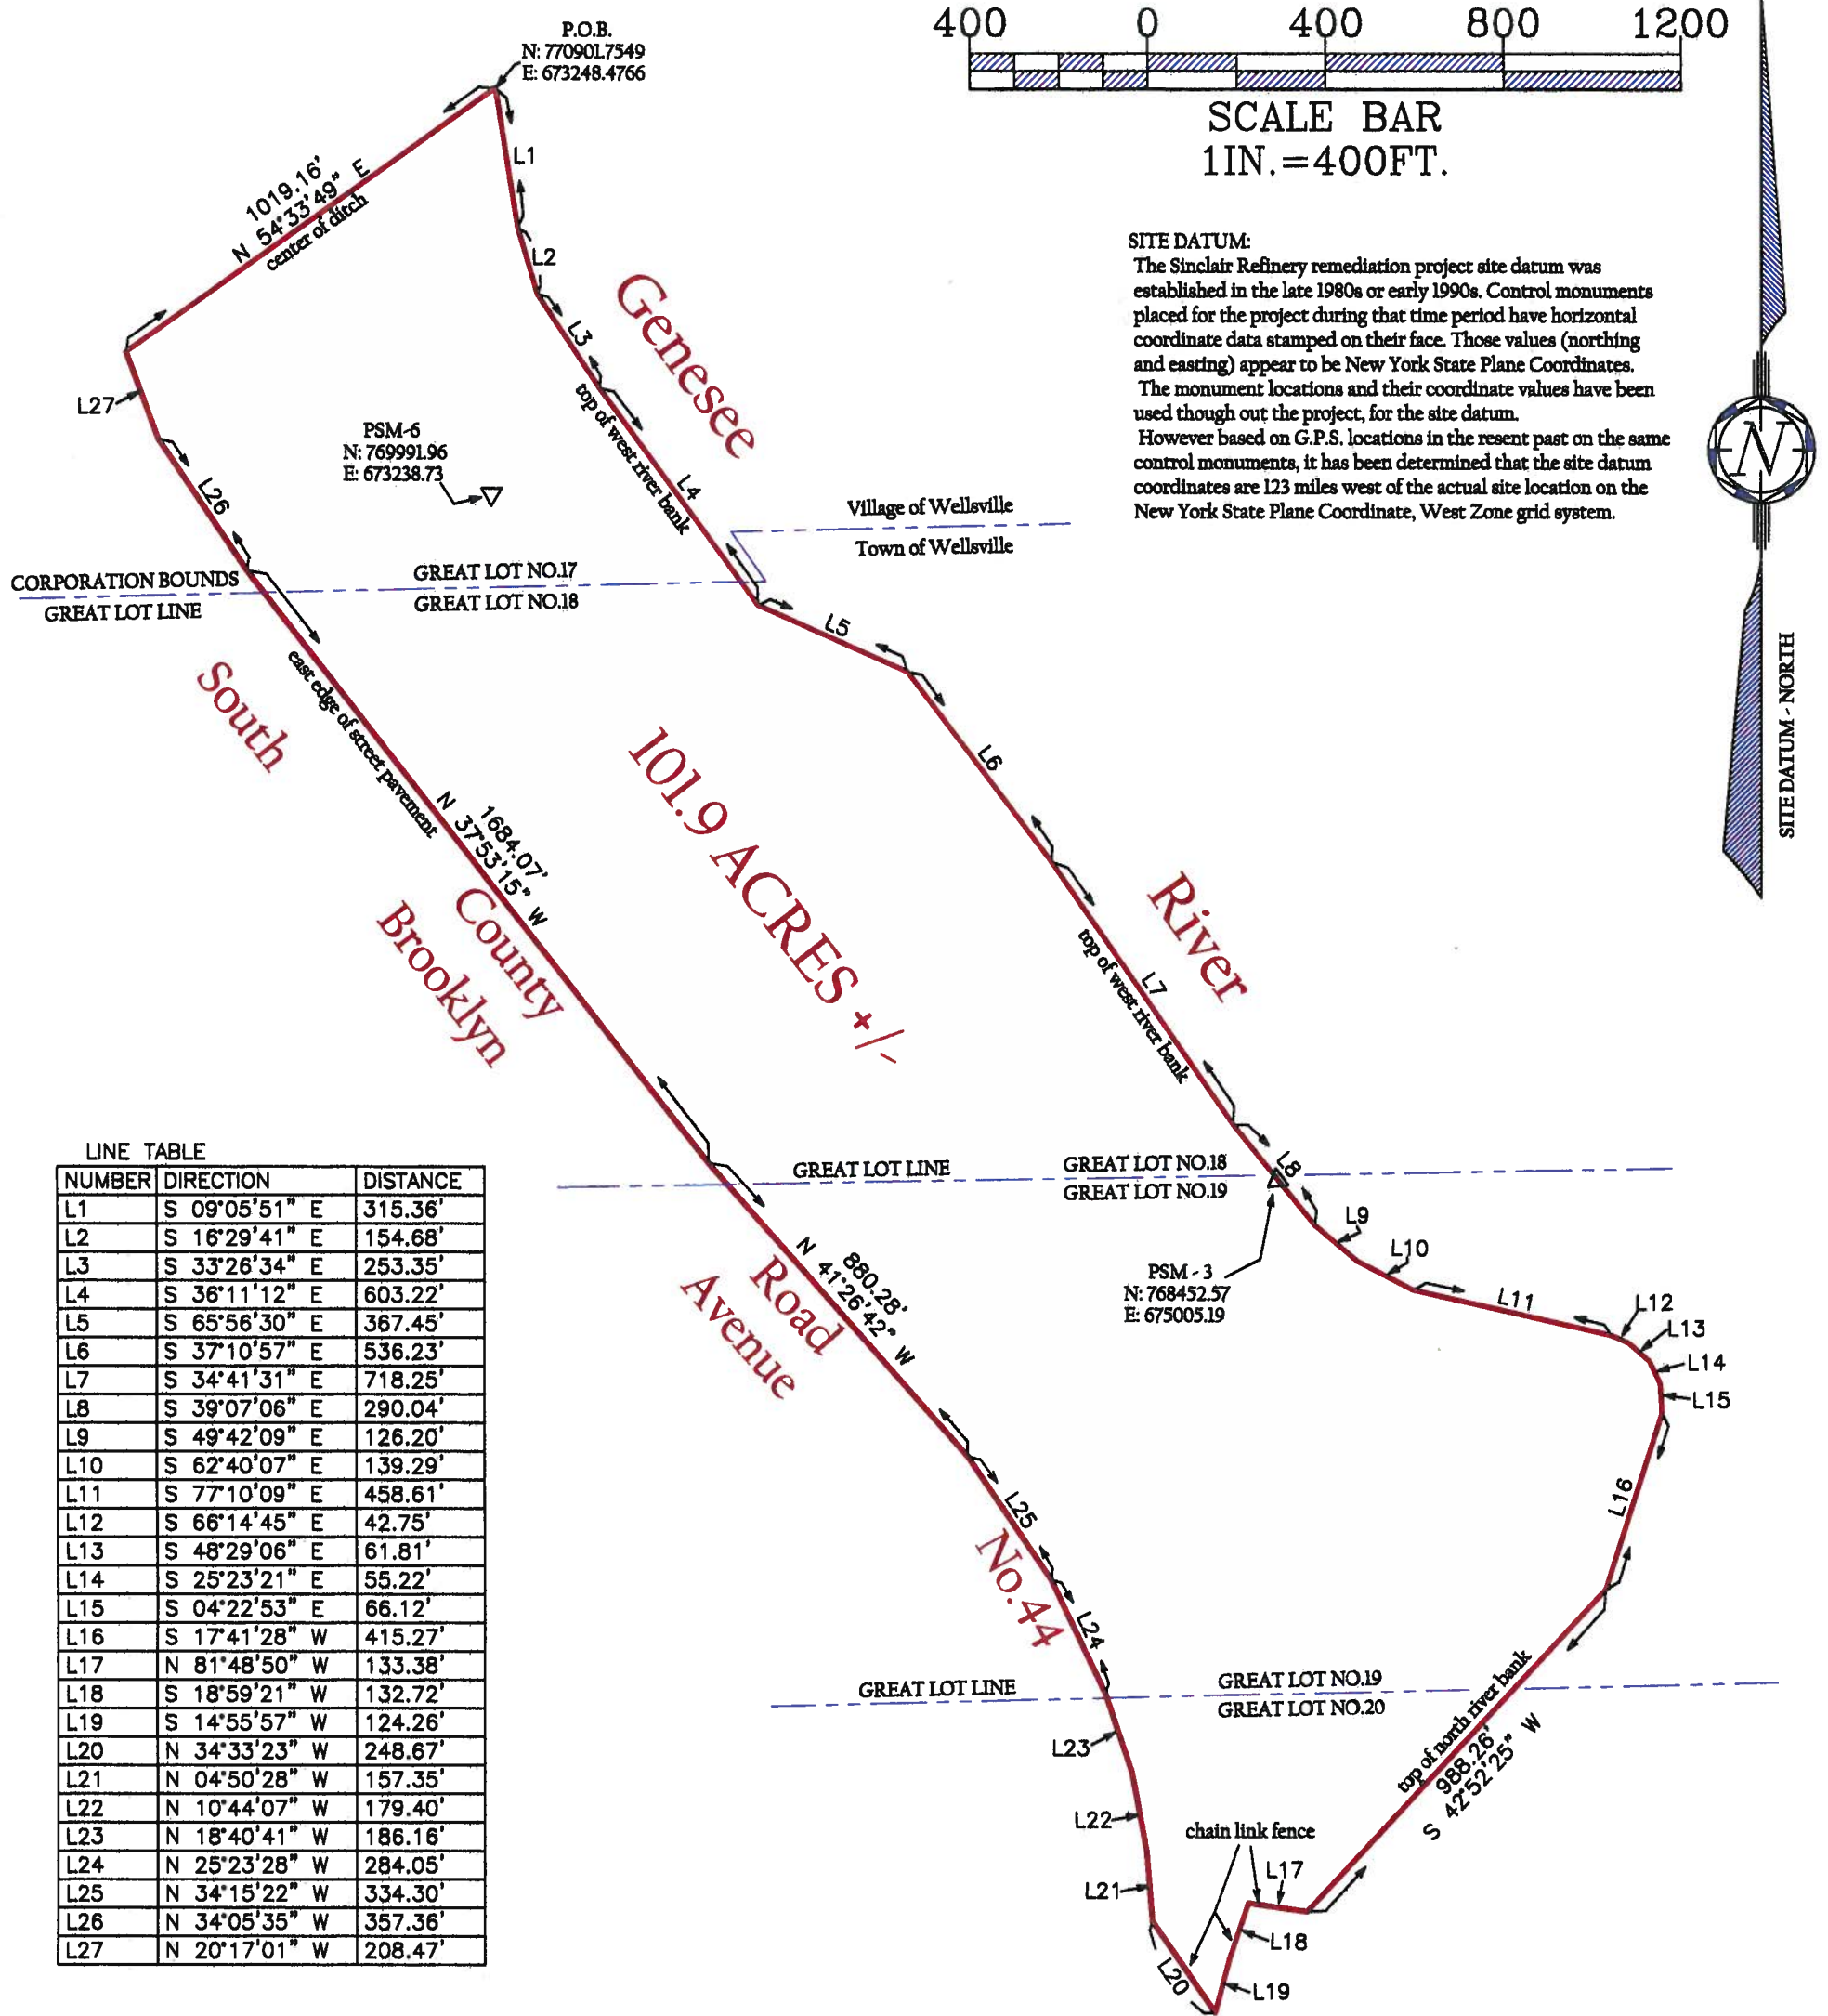 P.O.B.
N: 770901.7549
E: 673248.4766
400 0 400 800 1200
SCALE BAR
1IN.=400FT.
SITE DATUM:
The Sinclair Refinery remediation project site datum was
established in the late 1980s or early 1990s. Control monuments
placed for the project during that time period have horizontal
coordinate data stamped on their face. Those values (northing
and easting) appear to be New York State Plane Coordinates.
The monument locations and their coordinate values have been
used though out the project, for the site datum.
However based on G.P.S. locations in the resent past on the same
control monuments, it has been determined that the site datum
coordinates are 123 miles west of the actual site location on the
New York State Plane Coordinate, West Zone grid system.
N
SITE DATUM - NORTH
1019.16'
N 54°33'49" E
center of ditch
L1
L2
L3
top of west river bank
L4
Genesee
L27
L26
PSM-6
N: 769991.96
E: 673238.73
Village of Wellsville
Town of Wellsville
CORPORATION BOUNDS
GREAT LOT LINE
GREAT LOT NO.17
GREAT LOT NO.18
L5
L6
South
east edge of street pavement
1684.07'
N 37°53'15" W
101.9 ACRES +/-
County
Brooklyn
River
top of west river bank
L7
GREAT LOT LINE
GREAT LOT NO.18
GREAT LOT NO.19
L8
L9
L10
L11
L12
L13
L14
L15
L16
PSM - 3
N: 768452.57
E: 675005.19
880.28'
N 41°26'42" W
Road
Avenue
L25
No.44
L24
GREAT LOT LINE
GREAT LOT NO.19
GREAT LOT NO.20
L23
L22
L21
top of north river bank
988.26'
S 42°52'25" W
chain link fence
L17
L18
L19
L20
LINE TABLE
NUMBER DIRECTION DISTANCE
L1 S 09°05'51" E 315.36'
L2 S 16°29'41" E 154.68'
L3 S 33°26'34" E 253.35'
L4 S 36°11'12" E 603.22'
L5 S 65°56'30" E 367.45'
L6 S 37°10'57" E 536.23'
L7 S 34°41'31" E 718.25'
L8 S 39°07'06" E 290.04'
L9 S 49°42'09" E 126.20'
L10 S 62°40'07" E 139.29'
L11 S 77°10'09" E 458.61'
L12 S 66°14'45" E 42.75'
L13 S 48°29'06" E 61.81'
L14 S 25°23'21" E 55.22'
L15 S 04°22'53" E 66.12'
L16 S 17°41'28" W 415.27'
L17 N 81°48'50" W 133.38'
L18 S 18°59'21" W 132.72'
L19 S 14°55'57" W 124.26'
L20 N 34°33'23" W 248.67'
L21 N 04°50'28" W 157.35'
L22 N 10°44'07" W 179.40'
L23 N 18°40'41" W 186.16'
L24 N 25°23'28" W 284.05'
L25 N 34°15'22" W 334.30'
L26 N 34°05'35" W 357.36'
L27 N 20°17'01" W 208.47'